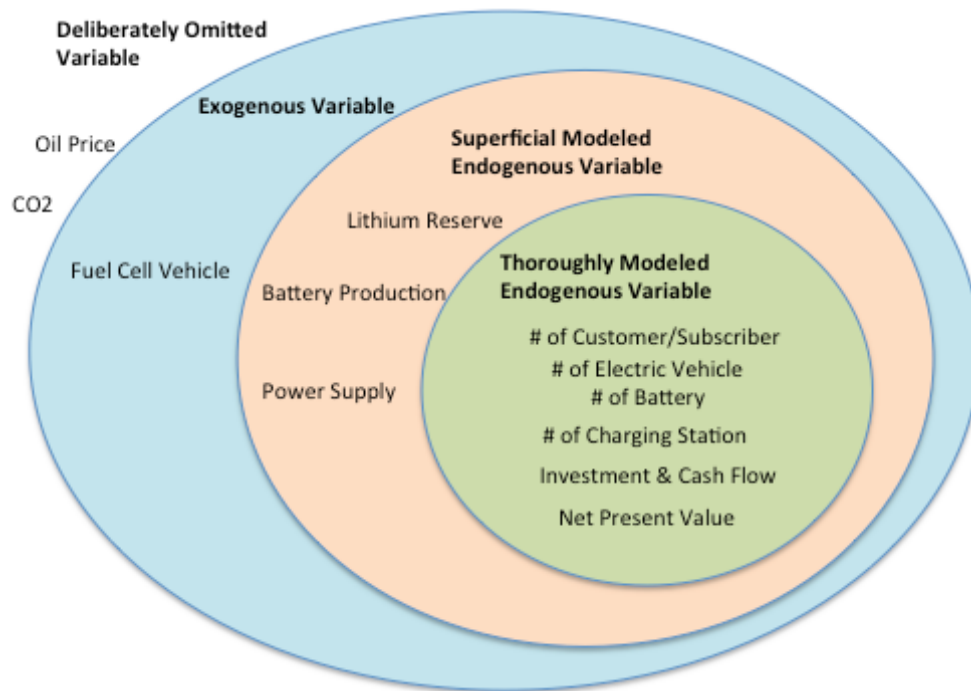 Deliberately Omitted
Variable
Exogenous Variable
Oil Price
Superficial Modeled
Endogenous Variable
CO2
Lithium Reserve
Fuel Cell Vehicle
Thoroughly Modeled
Endogenous Variable
Battery Production
# of Customer/Subscriber
# of Electric Vehicle
# of Battery
Power Supply
# of Charging Station
Investment & Cash Flow
Net Present Value